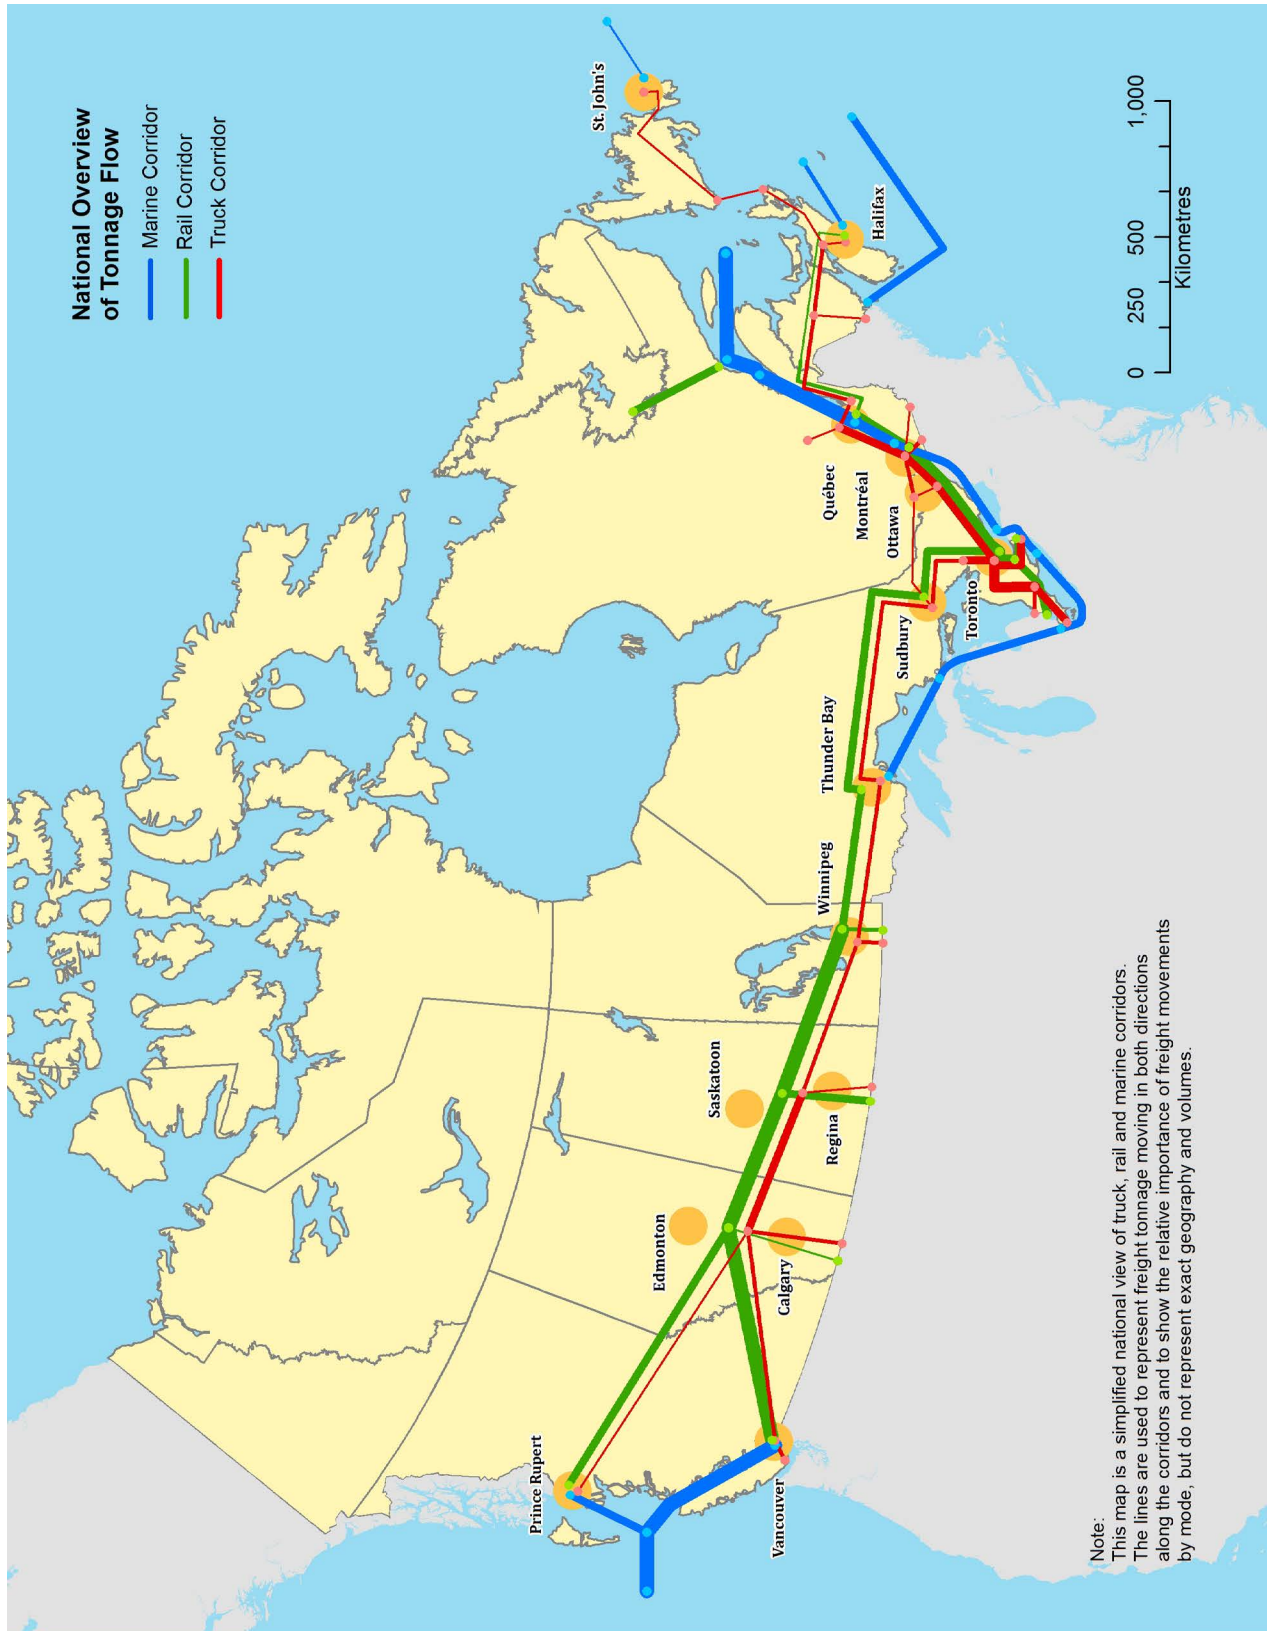 National Overview
of Tonnage Flow
Marine Corridor
Rail Corridor
Truck Corridor
St. John's
Halifax
Québec
Montréal
Ottawa
Toronto
Sudbury
Thunder Bay
Winnipeg
Saskatoon
Regina
Edmonton
Calgary
Prince Rupert
Vancouver
0 250 500 1,000
Kilometres
Note:
This map is a simplified national view of truck, rail and marine corridors.
The lines are used to represent freight tonnage moving in both directions
along the corridors and to show the relative importance of freight movements
by mode, but do not represent exact geography and volumes.